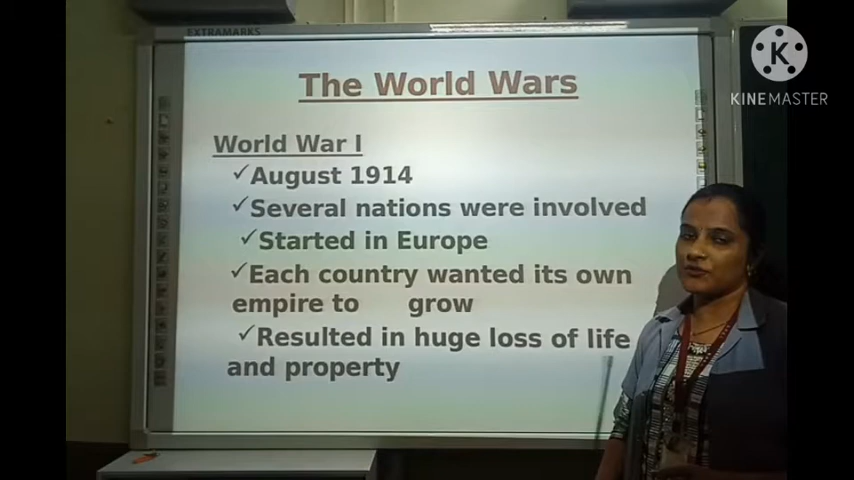 EXTRAMARKS
The World Wars
K
KINEMASTER
World War I
✓August 1914
✓Several nations were involved
✓Started in Europe
✓Each country wanted its own
empire to grow
✓Resulted in huge loss of life
and property